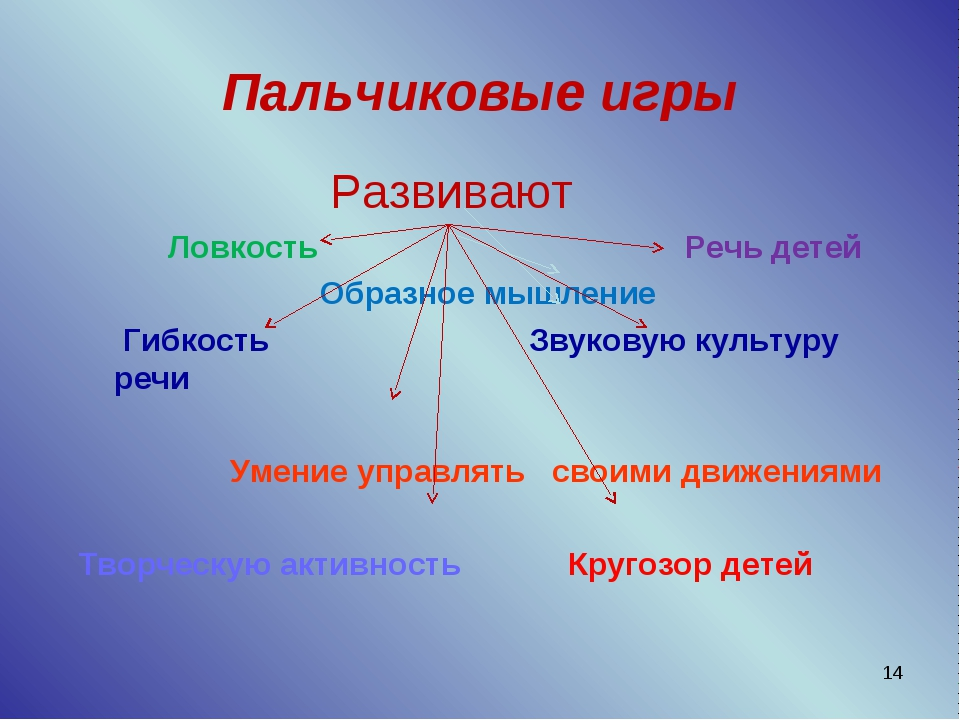 Пальчиковые игры
Развивают
Ловкость Речь детей
Образное мышление
Гибкость Звуковую культуру
речи
Умение управлять своими движениями
Творческую активность Кругозор детей
14